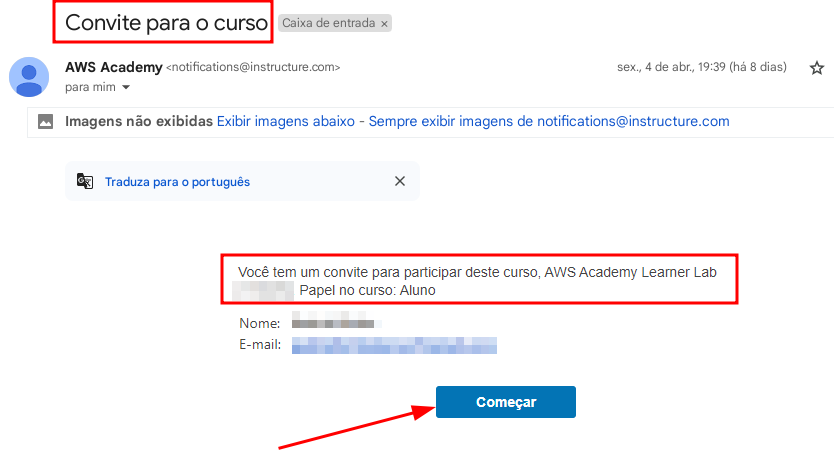 Convite para o curso Caixa de entrada ×
AWS Academy <notifications@instructure.com> sex., 4 de abr., 19:39 (há 8 dias)
para mim
Imagens não exibidas Exibir imagens abaixo - Sempre exibir imagens de notifications@instructure.com
Traduza para o português
Você tem um convite para participar deste curso, AWS Academy Learner Lab
Papel no curso: Aluno
Nome:
E-mail:
Começar